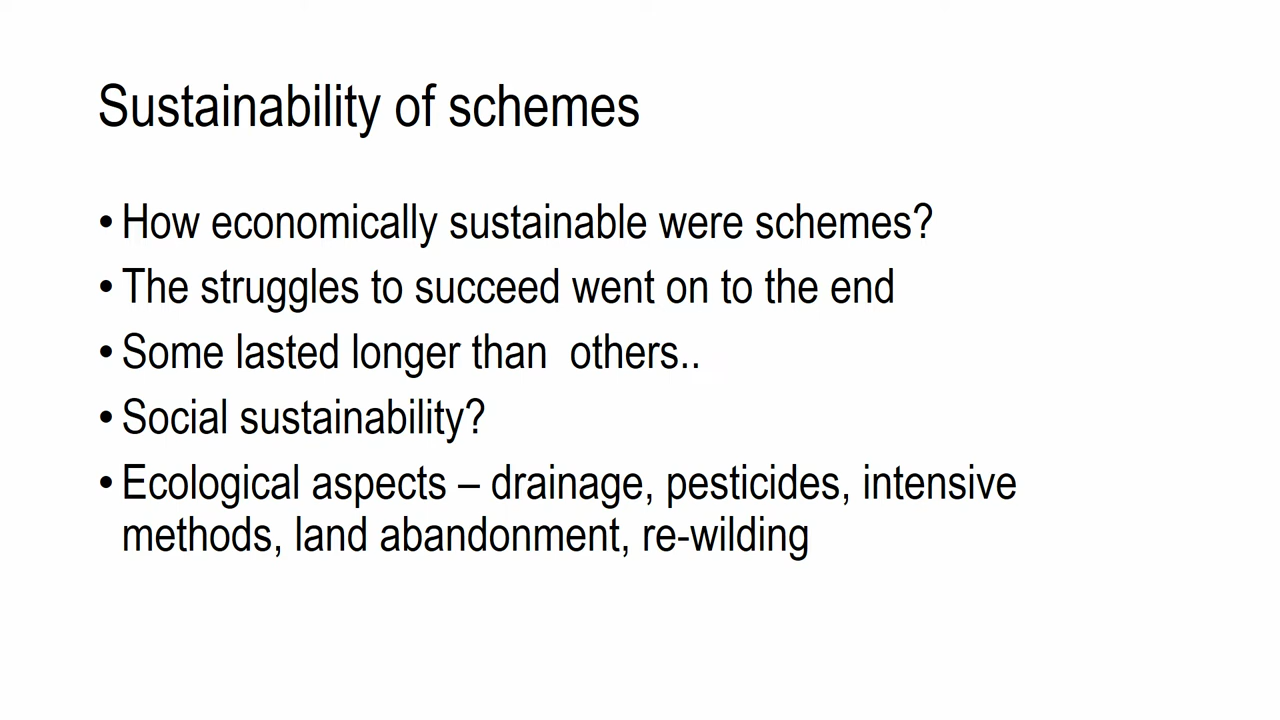 Sustainability of schemes
• How economically sustainable were schemes?
• The struggles to succeed went on to the end
• Some lasted longer than  others..
• Social sustainability?
• Ecological aspects – drainage, pesticides, intensive
methods, land abandonment, re-wilding